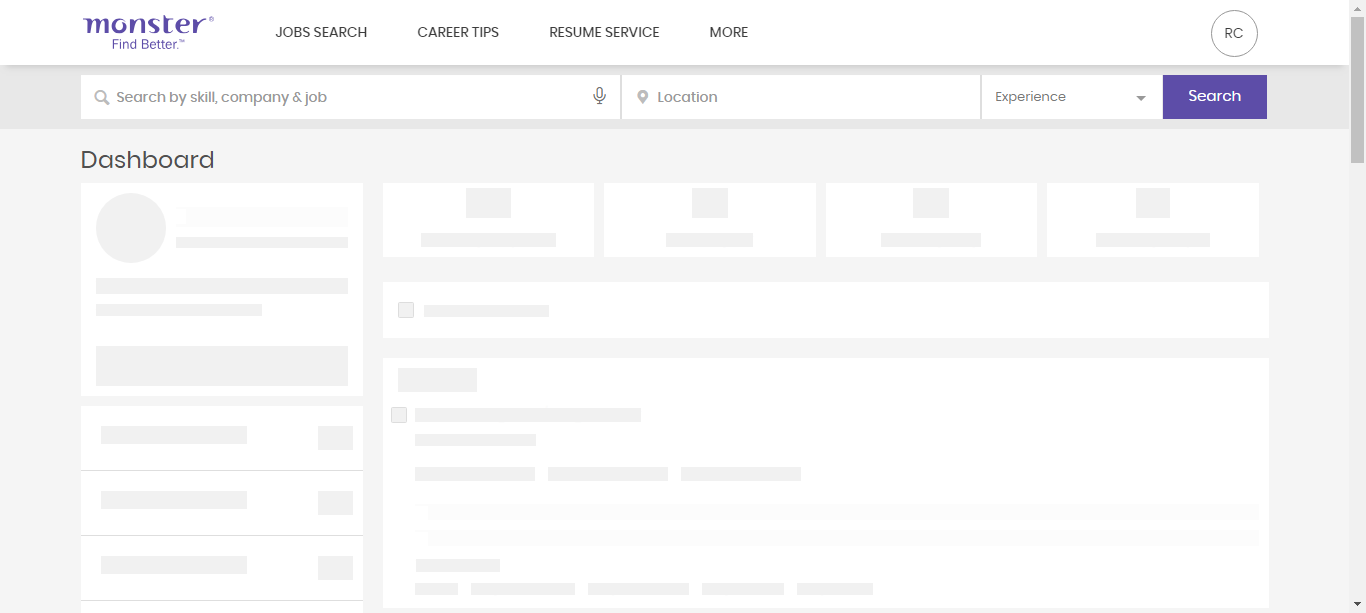 monster®
Find Better.™
JOBS SEARCH
CAREER TIPS
RESUME SERVICE
MORE
RC
Search by skill, company & job
Location
Experience
Search
Dashboard